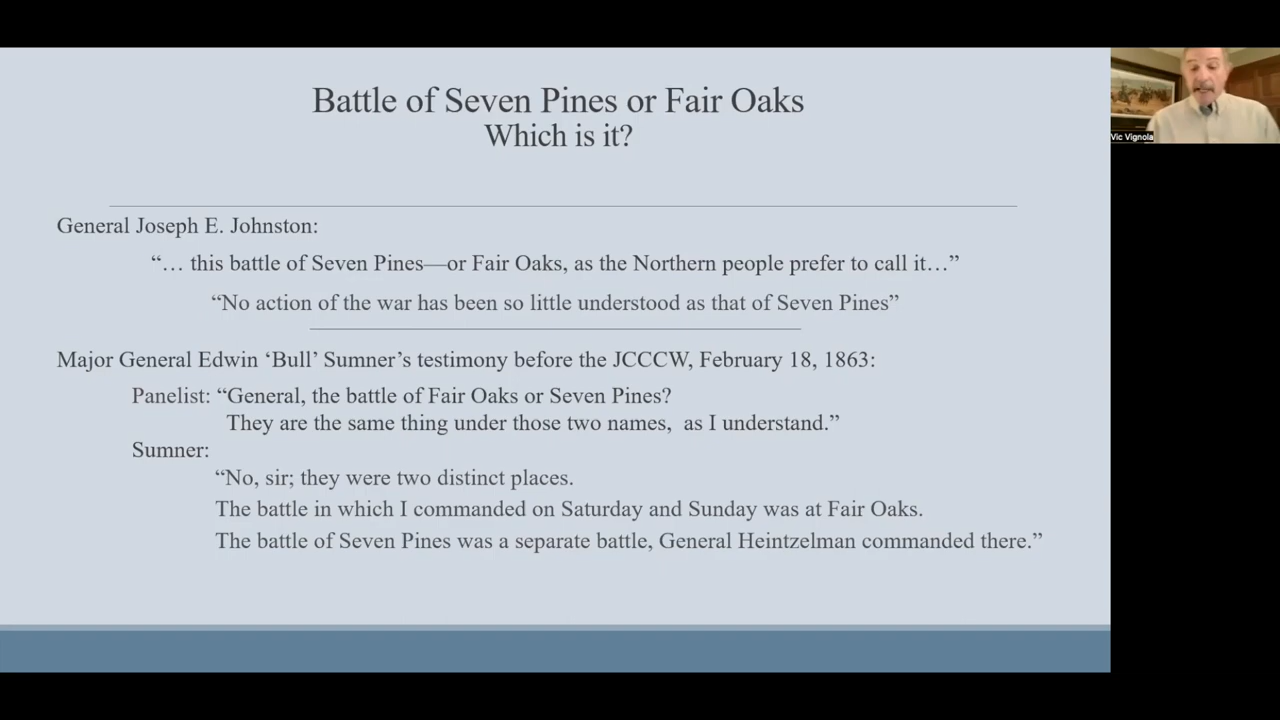 Battle of Seven Pines or Fair Oaks
Which is it?
Vic Vignola
General Joseph E. Johnston:
“… this battle of Seven Pines—or Fair Oaks, as the Northern people prefer to call it…”
“No action of the war has been so little understood as that of Seven Pines”
Major General Edwin ‘Bull’ Sumner’s testimony before the JCCCW, February 18, 1863:
Panelist: “General, the battle of Fair Oaks or Seven Pines?
They are the same thing under those two names, as I understand.”
Sumner:
“No, sir; they were two distinct places.
The battle in which I commanded on Saturday and Sunday was at Fair Oaks.
The battle of Seven Pines was a separate battle, General Heintzelman commanded there.”